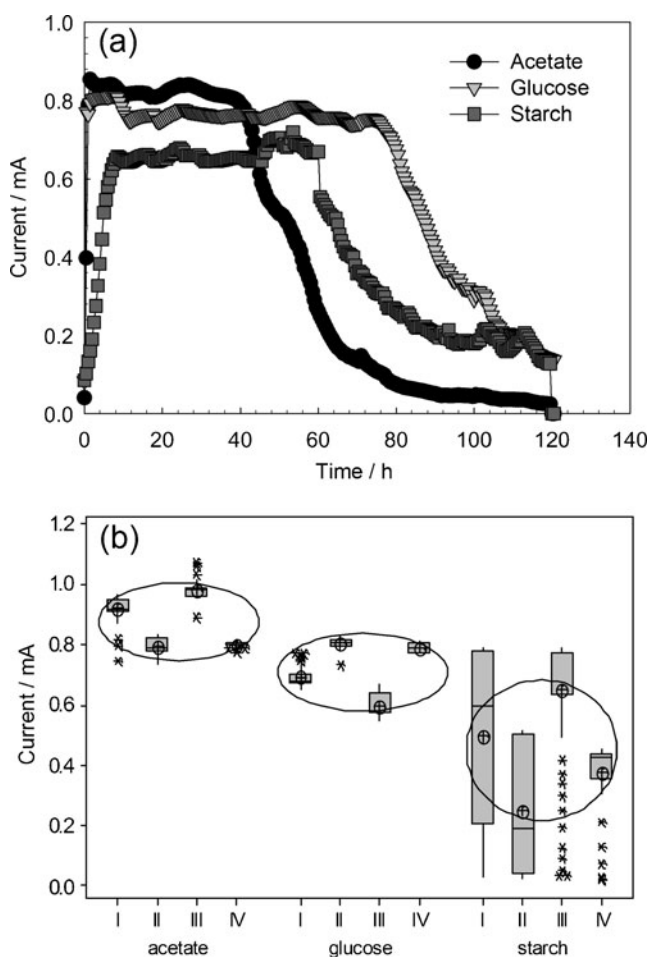 (a)
Acetate
Glucose
Starch
1.0
0.8
0.6
0.4
0.2
0.0
Current / mA
0 20 40 60 80 100 120 140
Time / h
(b)
1.2
1.0
0.8
0.6
0.4
0.2
0.0
Current / mA
I II III IV I II III IV I II III IV
acetate glucose starch